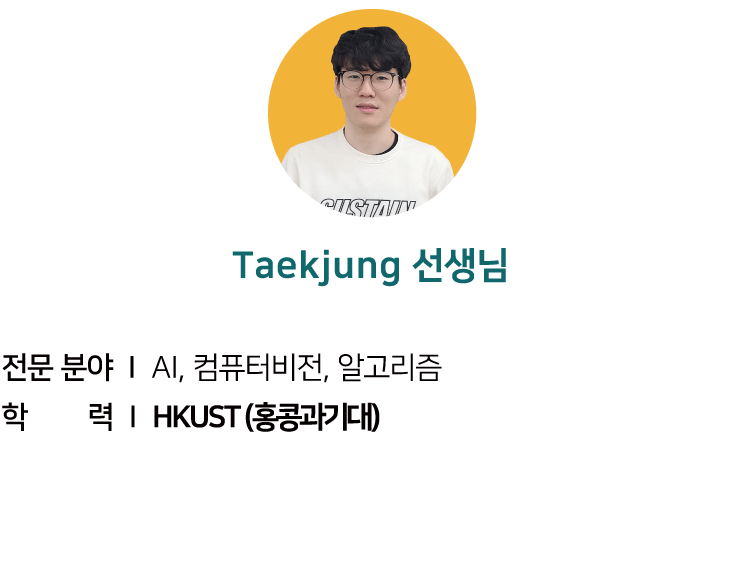 SUSTAIN
Taekjung 선생님
전문 분야 I AI, 컴퓨터비전, 알고리즘
학 력 I HKUST (홍콩과기대)